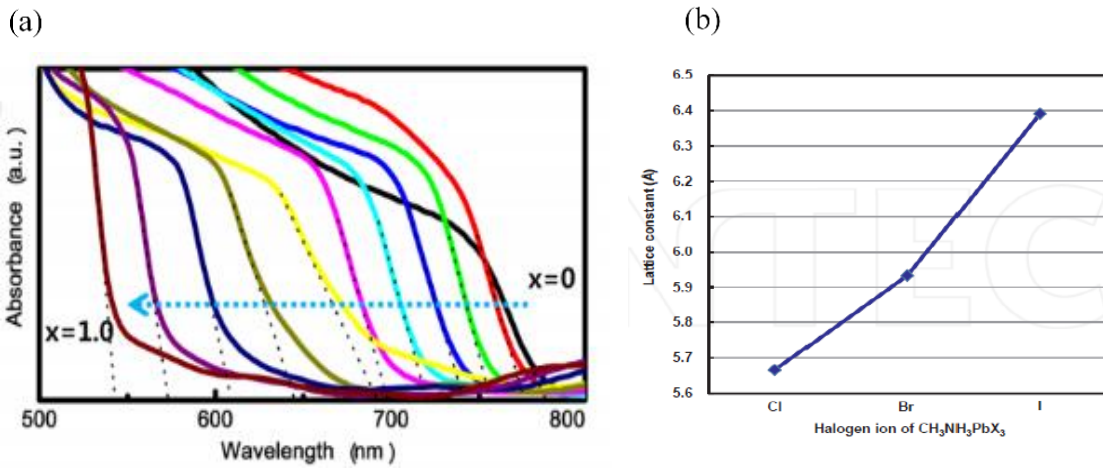 (a)
Absorbance (a.u.)
x=0
x=1.0
500
600
700
800
Wavelength (nm)
(b)
Lattice constant(Å)
6.5
6.4
6.3
6.2
6.1
6.0
5.9
5.8
5.7
5.6
Cl
Br
I
Halogen ion of CH₃NH₃PbX₃